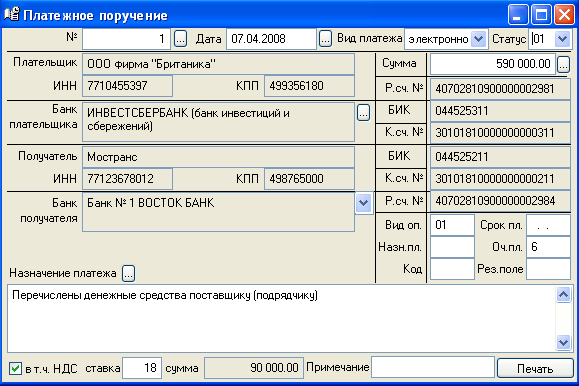 Платежное поручение
№ 1 ... Дата 07.04.2008 ... Вид платежа электронно Статус 01
Плательщик ООО фирма "Британика" Сумма 590 000.00 ...
ИНН 7710455397 КПП 499356180 Р.сч. № 40702810900000002981
Банк плательщика ИНВЕСТСБЕРБАНК (банк инвестиций и сбережений) ... БИК 044525311
К.сч. № 30101810000000000311
Получатель Мостранс БИК 044525211
ИНН 77123678012 КПП 498765000 К.сч. № 30101810000000000211
Банк получателя Банк № 1 ВОСТОК БАНК Р.сч. № 40702810900000002984
Вид оп. 01 Срок пл. . .
Назн.пл. Оч.пл. 6
Код Рез.поле
Назначение платежа ...
Перечислены денежные средства поставщику (подрядчику)
в т.ч. НДС ставка 18 сумма 90 000.00 Примечание Печать